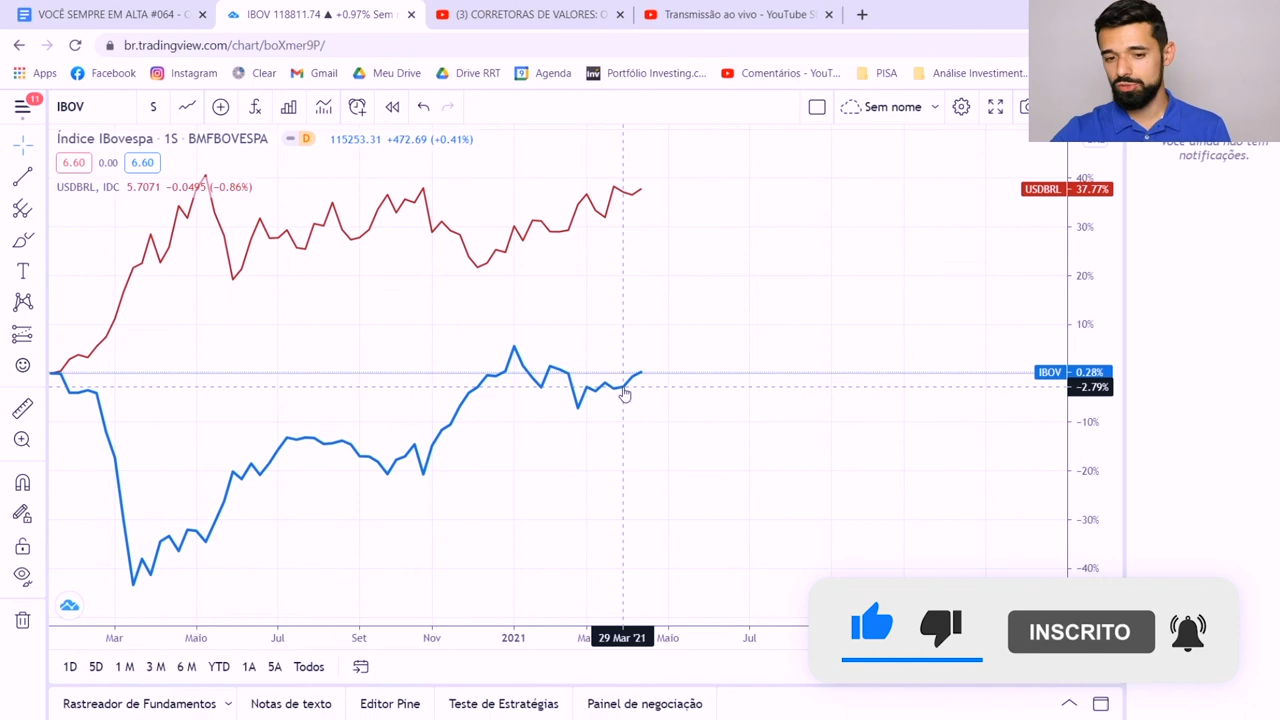 VOCÊ SEMPRE EM ALTA #064 - C
IBOV 118811.74 ▲ +0.97% Sem
(3) CORRETORAS DE VALORES: O
Transmissão ao vivo - YouTube S
br.tradingview.com/chart/boXmer9P/
Apps Facebook Instagram Clear Gmail Meu Drive Drive RRT Agenda Portfólio Investing.c... Comentários - YouT... PISA Análise Investiment...
11
IBOV S Sem nome
Índice Ibovespa · 1S · BMFBOVESPA D 115253.31 +472.69 (+0.41%)
6.60 0.00 6.60
USDBRL, IDC 5.7071 -0.0495 (-0.86%)
notificações.
40%
USDBRL 37.77%
30%
20%
10%
IBOV 0.28%
-2.79%
-10%
-20%
-30%
-40%
Mar Maio Jul Set Nov 2021 29 Mar '21 Maio Jul
INSCRITO
1D 5D 1 M 3 M 6 M YTD 1A 5A Todos
Rastreador de Fundamentos Notas de texto Editor Pine Teste de Estratégias Painel de negociação